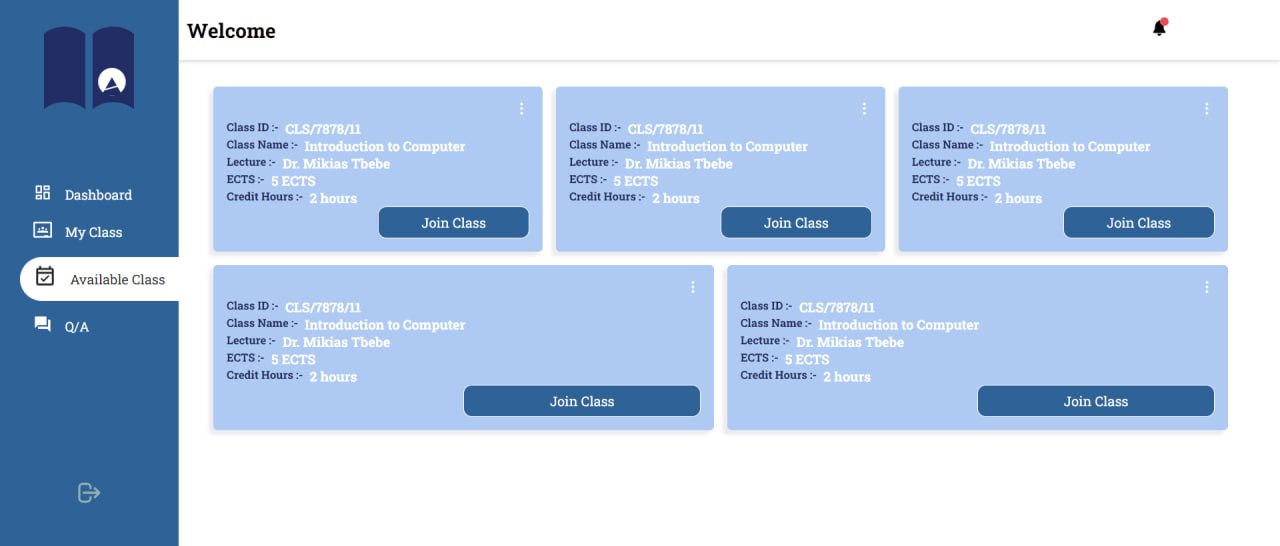 Welcome
Dashboard
My Class
Available Class
Q/A
Class ID :- CLS/7878/11
Class Name :- Introduction to Computer
Lecture :- Dr. Mikias Tbebe
ECTS :- 5 ECTS
Credit Hours :- 2 hours
Join Class
Class ID :- CLS/7878/11
Class Name :- Introduction to Computer
Lecture :- Dr. Mikias Tbebe
ECTS :- 5 ECTS
Credit Hours :- 2 hours
Join Class
Class ID :- CLS/7878/11
Class Name :- Introduction to Computer
Lecture :- Dr. Mikias Tbebe
ECTS :- 5 ECTS
Credit Hours :- 2 hours
Join Class
Class ID :- CLS/7878/11
Class Name :- Introduction to Computer
Lecture :- Dr. Mikias Tbebe
ECTS :- 5 ECTS
Credit Hours :- 2 hours
Join Class
Class ID :- CLS/7878/11
Class Name :- Introduction to Computer
Lecture :- Dr. Mikias Tbebe
ECTS :- 5 ECTS
Credit Hours :- 2 hours
Join Class